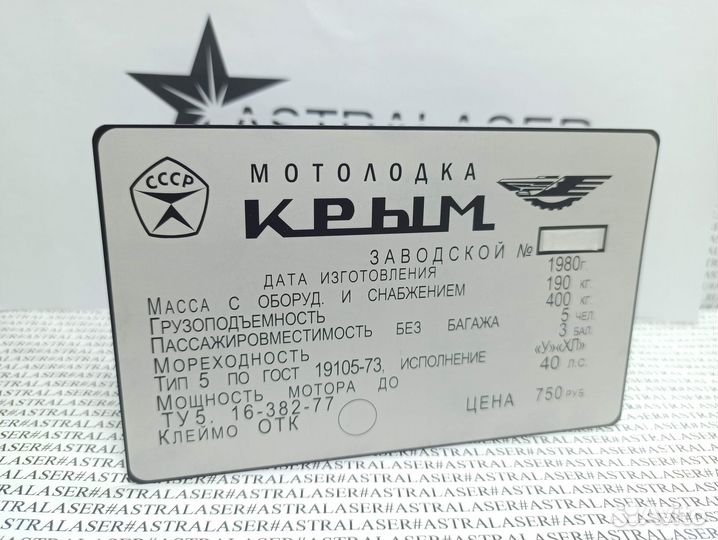 ASTRALASER
СССР
МОТОЛОДКА
КРЫМ
ЗАВОДСКОЙ №
ДАТА ИЗГОТОВЛЕНИЯ 1980г.
МАССА С ОБОРУД. И СНАБЖЕНИЕМ 190 КГ.
ГРУЗОПОДЪЕМНОСТЬ 400 КГ.
ПАССАЖИРОВМЕСТИМОСТЬ БЕЗ БАГАЖА 5 ЧЕЛ.
МОРЕХОДНОСТЬ 3 БАЛ.
ТИП 5 ПО ГОСТ 19105-73, ИСПОЛНЕНИЕ «У»«ХЛ»
МОЩНОСТЬ МОТОРА ДО 40 Л.С.
ТУ5. 16-382-77
КЛЕЙМО ОТК ЦЕНА 750 РУБ.
#ASTRALASER#ASTRALASER#ASTRALASER#ASTRALASER